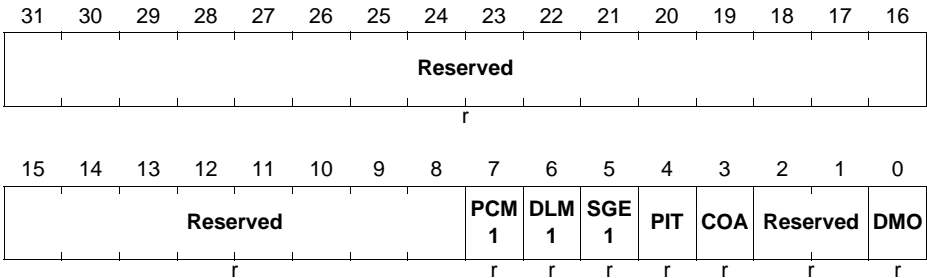 31 30 29 28 27 26 25 24 23 22 21 20 19 18 17 16
Reserved
r
15 14 13 12 11 10 9 8 7 6 5 4 3 2 1 0
Reserved PCM 1 DLM 1 SGE 1 PIT COA Reserved DMO
r r r r r r r r